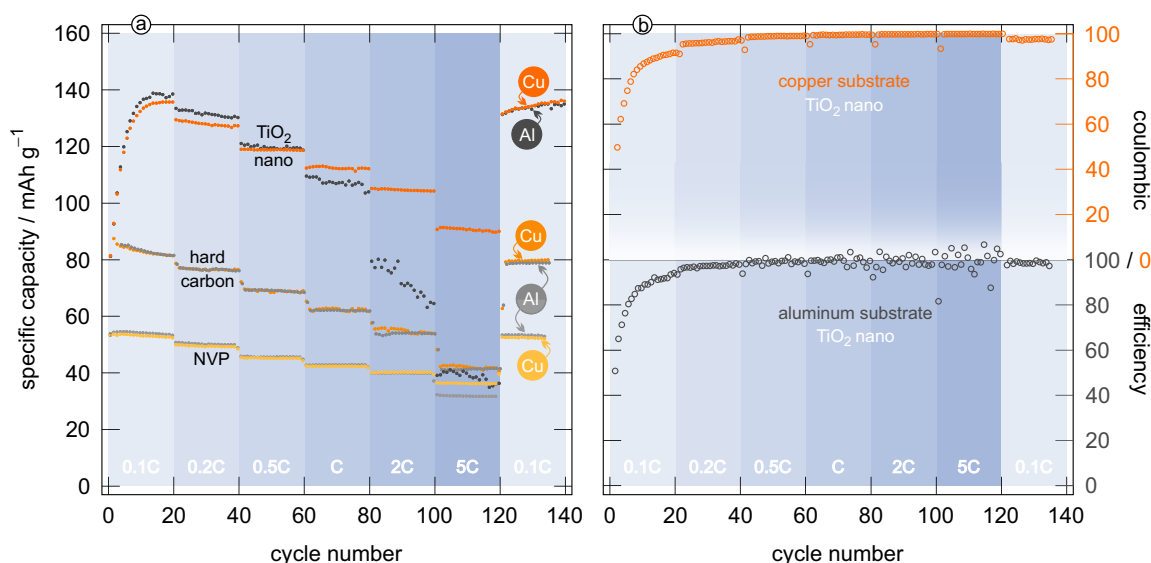 a
specific capacity / mAh g⁻¹
160
140
120
100
80
60
40
20
0
Cu
Al
TiO₂
nano
Cu
hard
carbon
Al
NVP
Cu
0.1C 0.2C 0.5C C 2C 5C 0.1C
0 20 40 60 80 100 120 140
cycle number
b
copper substrate
TiO₂ nano
100
80
60
40
20
100 / 0
80
60
40
20
0
coulombic
efficiency
aluminum substrate
TiO₂ nano
0.1C 0.2C 0.5C C 2C 5C 0.1C
0 20 40 60 80 100 120 140
cycle number